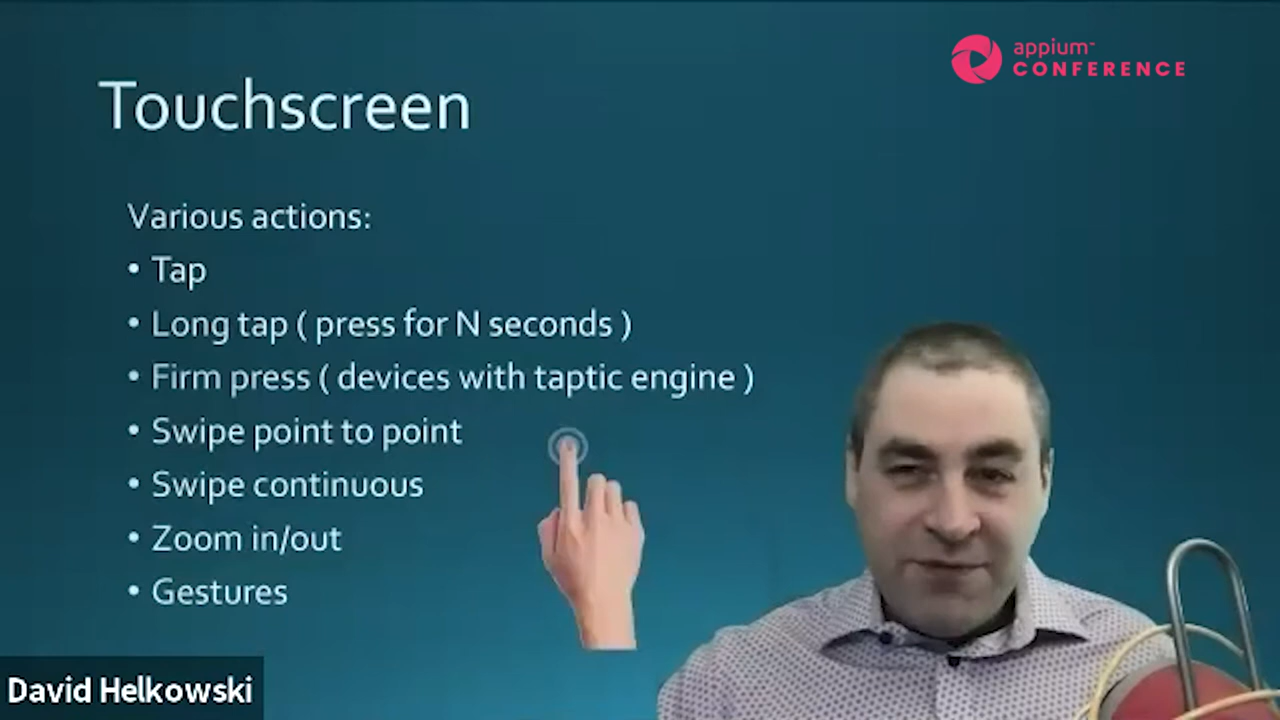 appium
CONFERENCE
Touchscreen
Various actions:
• Tap
• Long tap ( press for N seconds )
• Firm press ( devices with taptic engine )
• Swipe point to point
• Swipe continuous
• Zoom in/out
• Gestures
David Helkowski